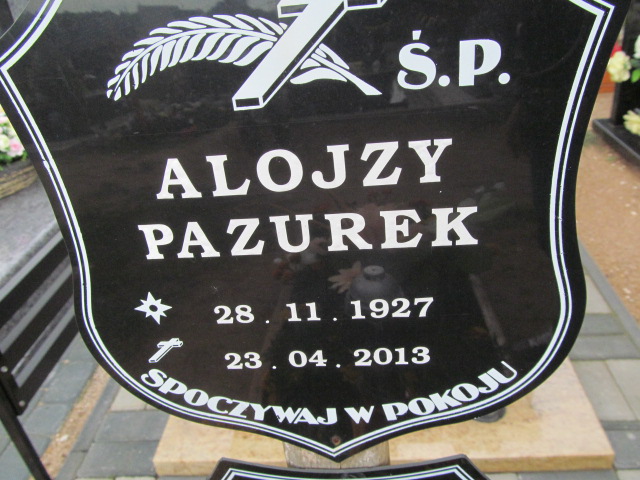 Ś.P.
ALOJZY
PAZUREK
28 . 11 . 1927
23 . 04 . 2013
SPOCZYWAJ W POKOJU